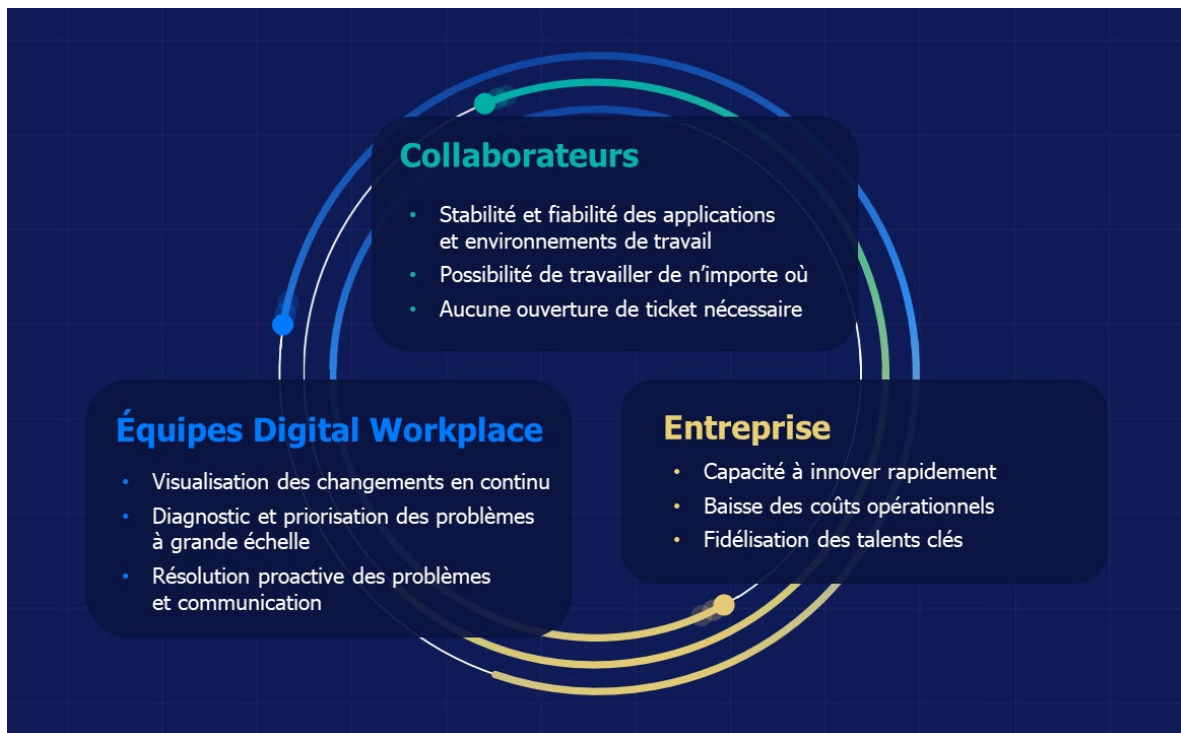 Collaborateurs
• Stabilité et fiabilité des applications
et environnements de travail
• Possibilité de travailler de n’importe où
• Aucune ouverture de ticket nécessaire
Équipes Digital Workplace
• Visualisation des changements en continu
• Diagnostic et priorisation des problèmes
à grande échelle
• Résolution proactive des problèmes
et communication
Entreprise
• Capacité à innover rapidement
• Baisse des coûts opérationnels
• Fidélisation des talents clés